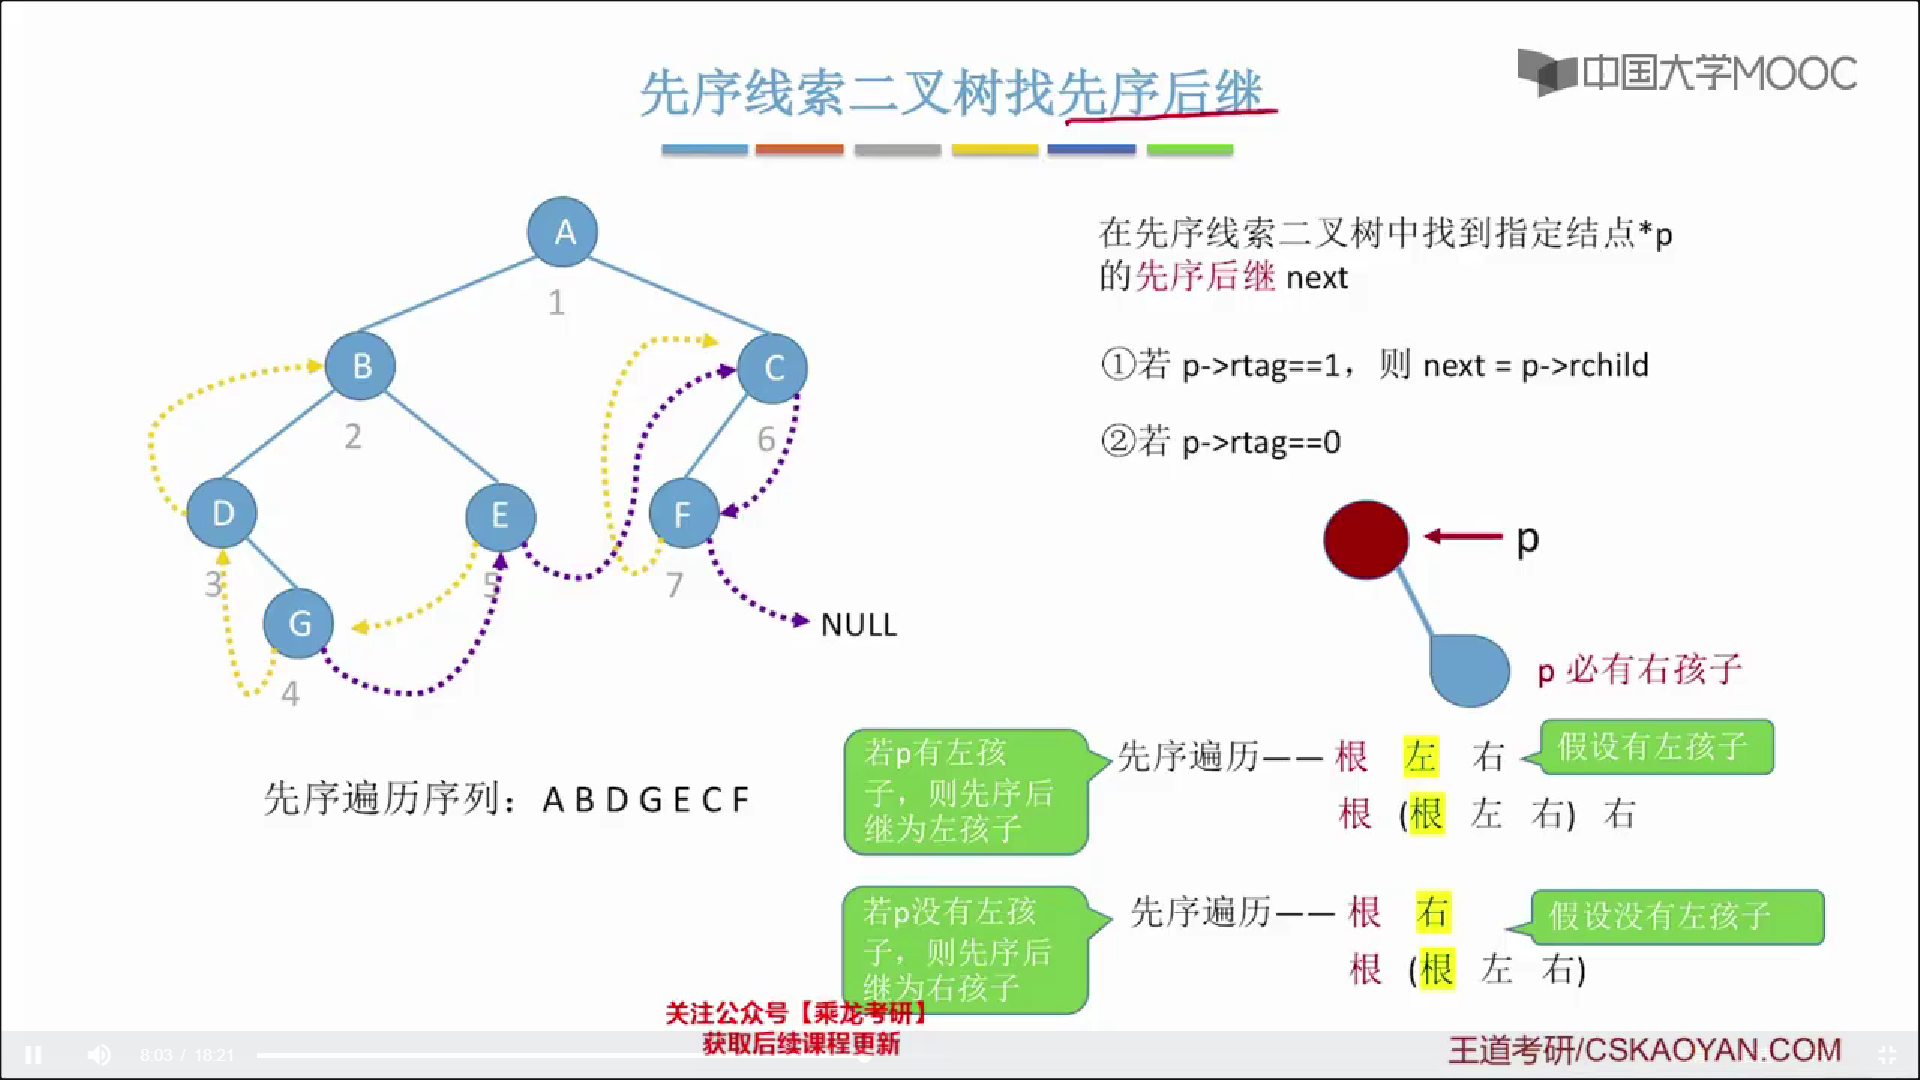 先序线索二叉树找先序后继
中国大学MOOC
A
1
B
C
2
6
D
E
F
3
5
7
G
NULL
4
先序遍历序列：A B D G E C F
在先序线索二叉树中找到指定结点*p
的先序后继 next
①若 p->rtag==1，则 next = p->rchild
②若 p->rtag==0
p
p 必有右孩子
若p有左孩
子，则先序后
继为左孩子
先序遍历—— 根 左 右
假设有左孩子
根 (根 左 右) 右
若p没有左孩
子，则先序后
继为右孩子
先序遍历—— 根 右
假设没有左孩子
根 (根 左 右)
关注公众号【乘龙考研】
获取后续课程更新
8:03 / 18:21
王道考研/CSKAOYAN.COM